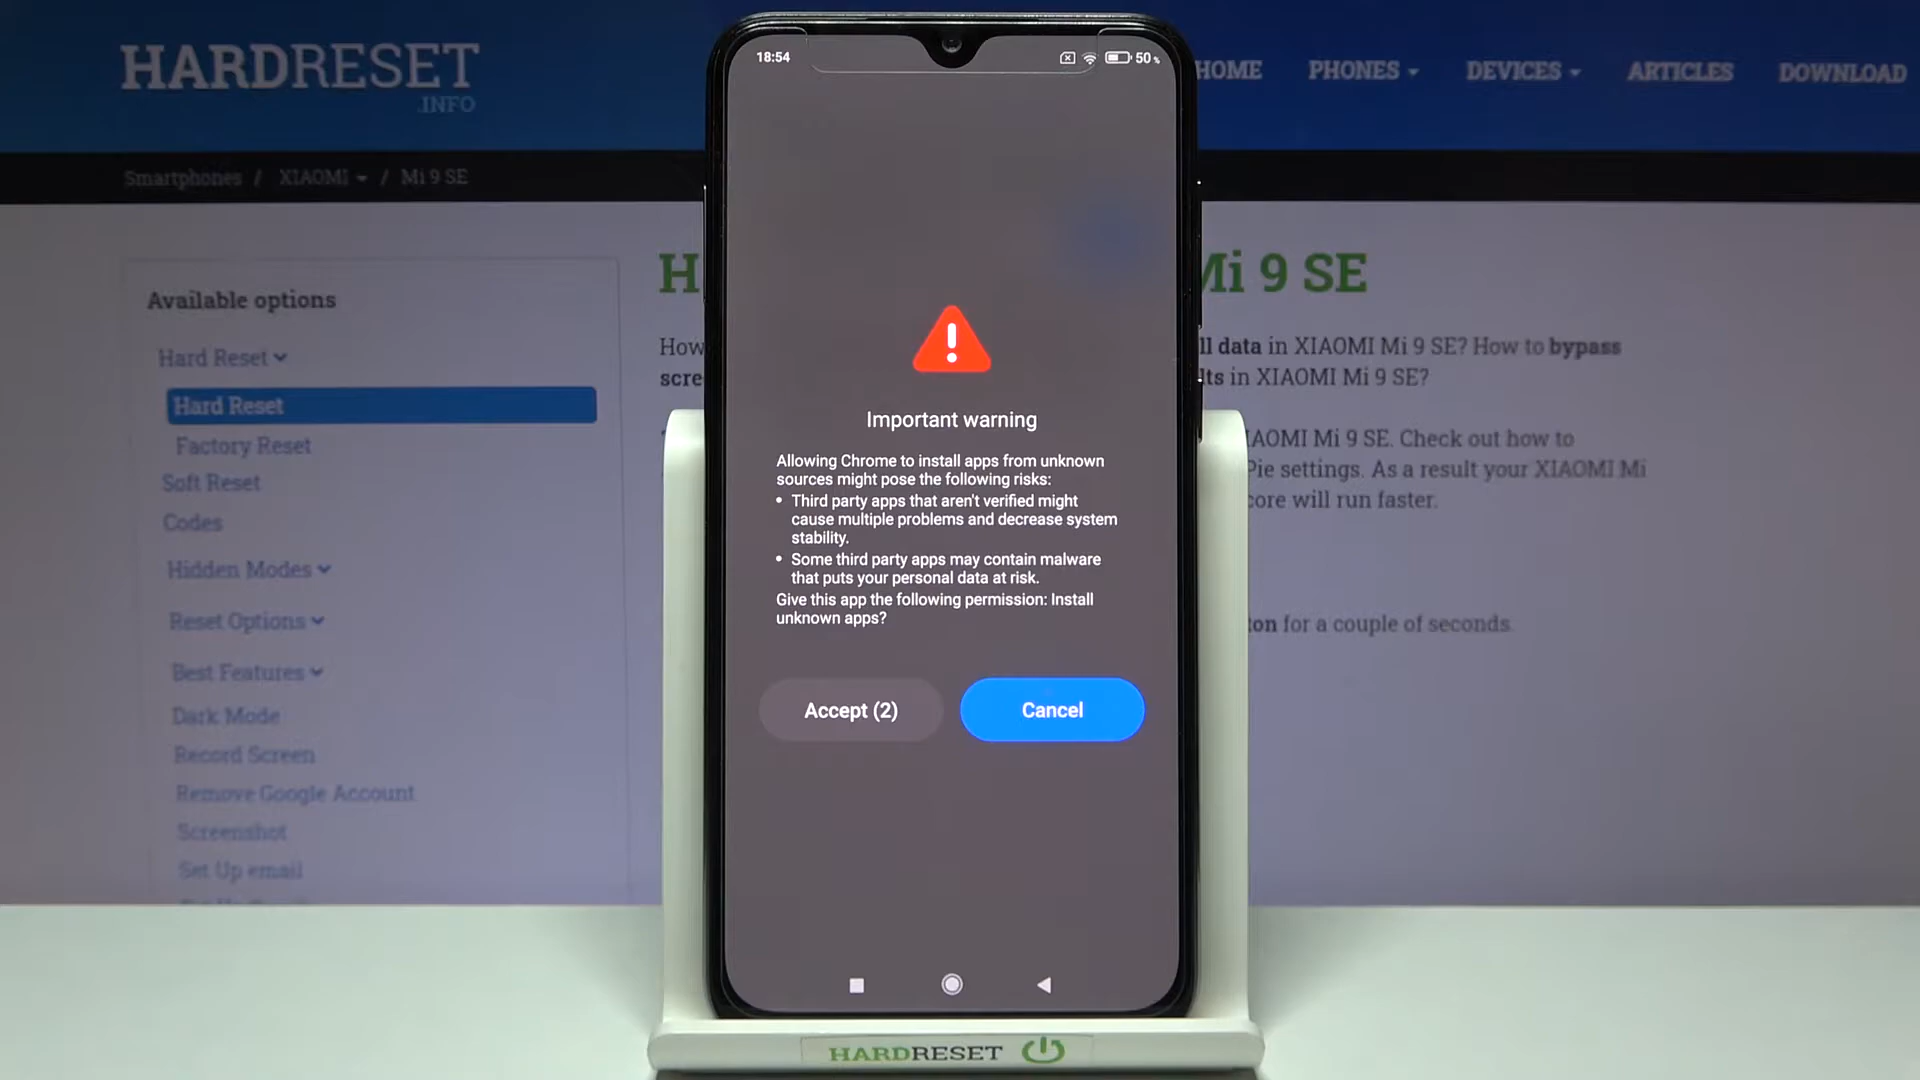 HARDRESET
.INFO
HOME PHONES DEVICES ARTICLES DOWNLOAD
Smartphones / XIAOMI / Mi 9 SE
Available options
Hard Reset
Hard Reset
Factory Reset
Soft Reset
Codes
Hidden Modes
Reset Options
Best Features
Dark Mode
Record Screen
Remove Google Account
Screenshot
Set Up email
H
Mi 9 SE
How
ll data in XIAOMI Mi 9 SE? How to bypass
scre
lts in XIAOMI Mi 9 SE?
IAOMI Mi 9 SE. Check out how to
Pie settings. As a result your XIAOMI Mi
core will run faster.
ton for a couple of seconds.
18:54
50%
Important warning
Allowing Chrome to install apps from unknown
sources might pose the following risks:
• Third party apps that aren't verified might
cause multiple problems and decrease system
stability.
• Some third party apps may contain malware
that puts your personal data at risk.
Give this app the following permission: Install
unknown apps?
Accept (2)
Cancel
HARDRESET